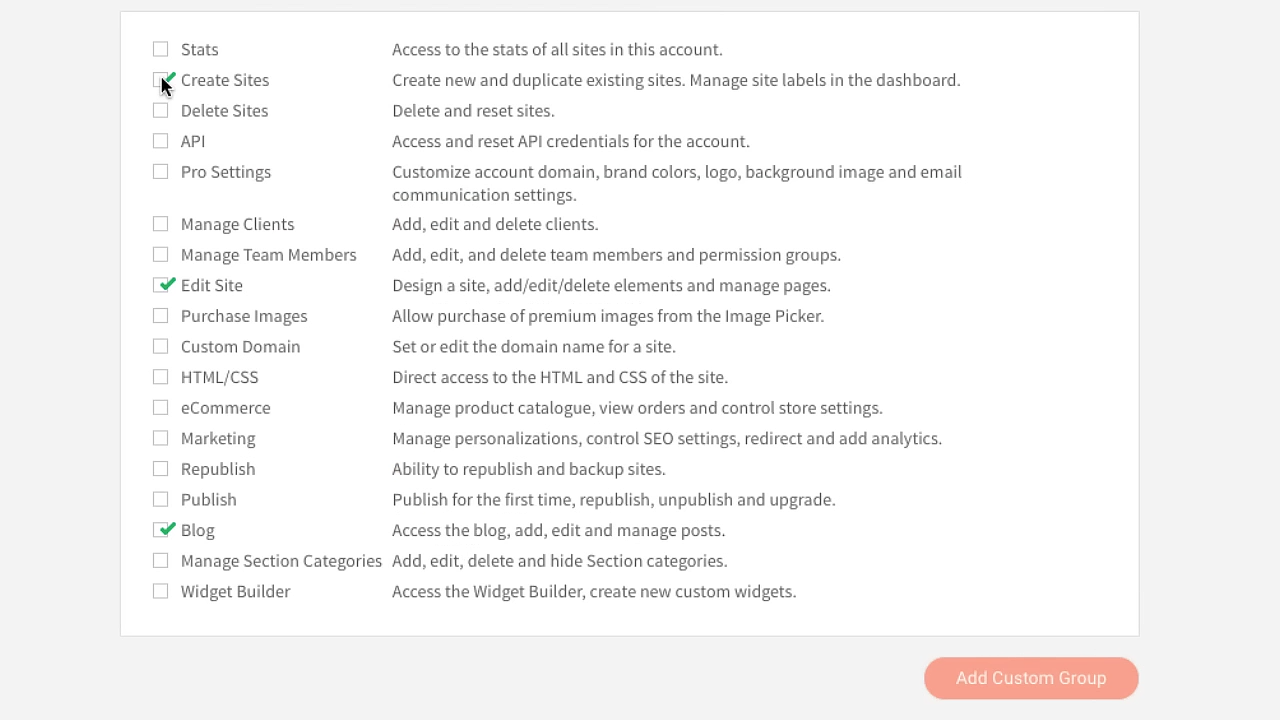 Stats Access to the stats of all sites in this account.
Create Sites Create new and duplicate existing sites. Manage site labels in the dashboard.
Delete Sites Delete and reset sites.
API Access and reset API credentials for the account.
Pro Settings Customize account domain, brand colors, logo, background image and email
communication settings.
Manage Clients Add, edit and delete clients.
Manage Team Members Add, edit, and delete team members and permission groups.
Edit Site Design a site, add/edit/delete elements and manage pages.
Purchase Images Allow purchase of premium images from the Image Picker.
Custom Domain Set or edit the domain name for a site.
HTML/CSS Direct access to the HTML and CSS of the site.
eCommerce Manage product catalogue, view orders and control store settings.
Marketing Manage personalizations, control SEO settings, redirect and add analytics.
Republish Ability to republish and backup sites.
Publish Publish for the first time, republish, unpublish and upgrade.
Blog Access the blog, add, edit and manage posts.
Manage Section Categories Add, edit, delete and hide Section categories.
Widget Builder Access the Widget Builder, create new custom widgets.
Add Custom Group